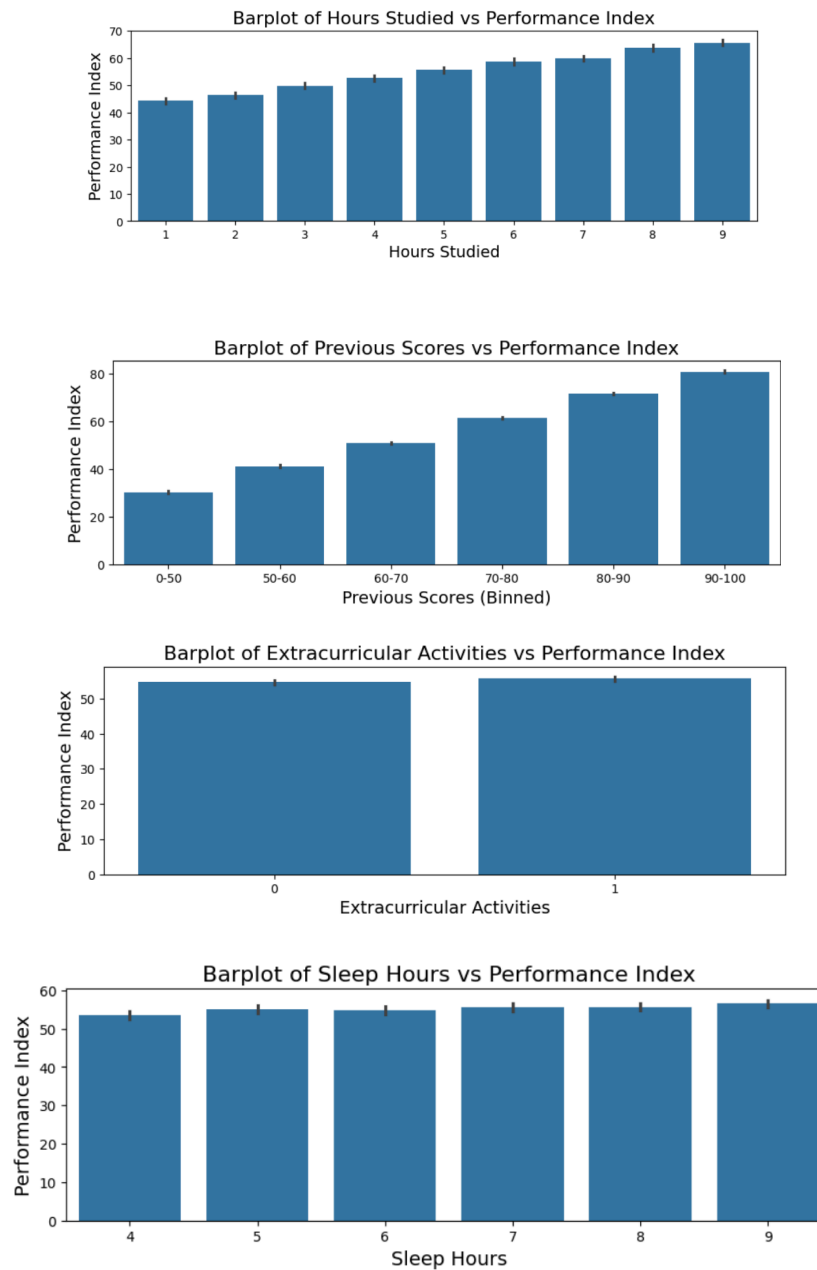 Barplot of Hours Studied vs Performance Index
Performance Index
70
60
50
40
30
20
10
0
1 2 3 4 5 6 7 8 9
Hours Studied
Barplot of Previous Scores vs Performance Index
Performance Index
80
60
40
20
0
0-50 50-60 60-70 70-80 80-90 90-100
Previous Scores (Binned)
Barplot of Extracurricular Activities vs Performance Index
Performance Index
50
40
30
20
10
0
0 1
Extracurricular Activities
Barplot of Sleep Hours vs Performance Index
Performance Index
60
50
40
30
20
10
0
4 5 6 7 8 9
Sleep Hours